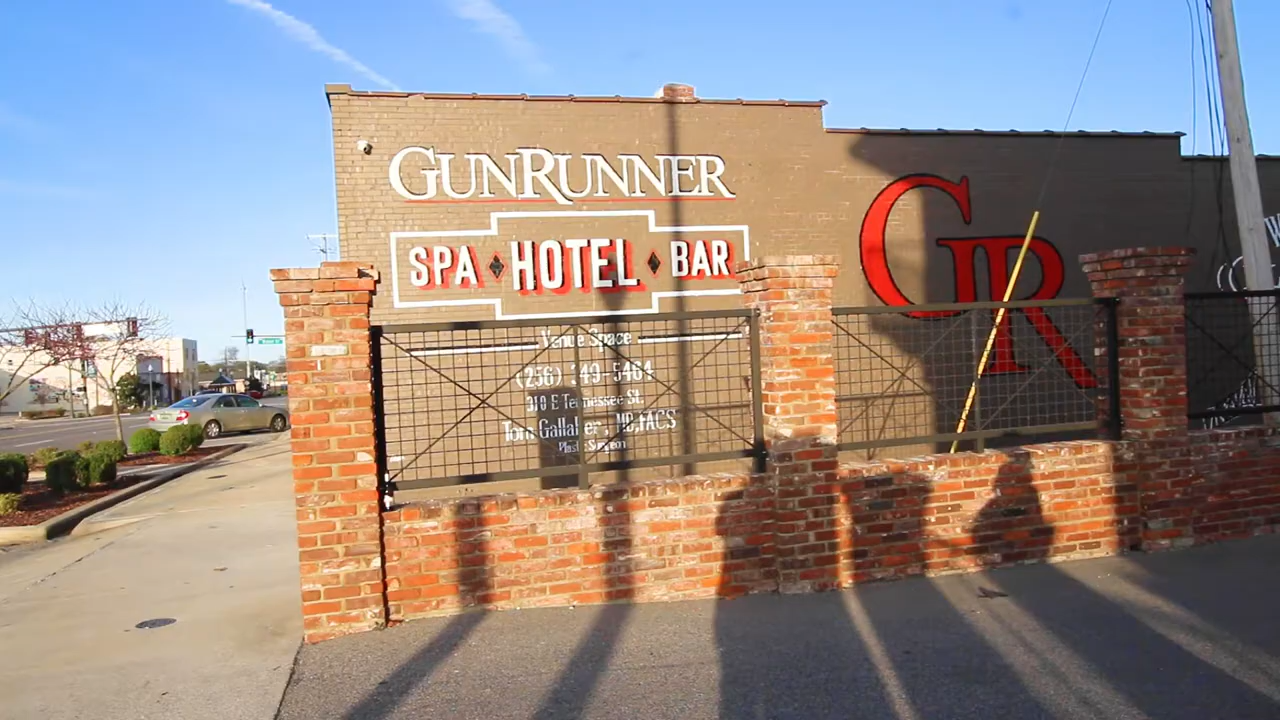 GUNRUNNER
SPA ♦ HOTEL ♦ BAR
GR
Venue Space
(256) 349-5464
310 E Tennessee St.
Tom Gallaher, MD, FACS
Plastic Surgeon
W